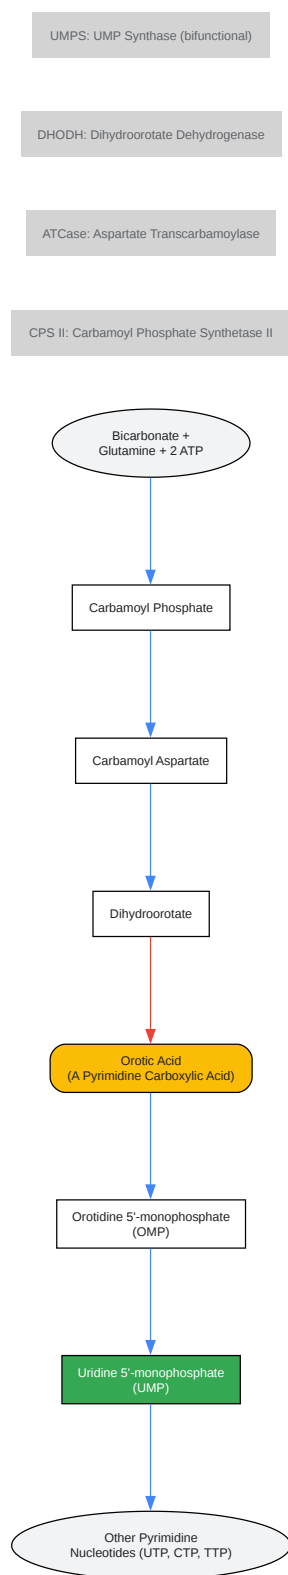 UMPS: UMP Synthase (bifunctional)
DHODH: Dihydroorotate Dehydrogenase
ATCase: Aspartate Transcarbamoylase
CPS II: Carbamoyl Phosphate Synthetase II
Bicarbonate +
Glutamine + 2 ATP
Carbamoyl Phosphate
Carbamoyl Aspartate
Dihydroorotate
Orotic Acid
(A Pyrimidine Carboxylic Acid)
Orotidine 5'-monophosphate
(OMP)
Uridine 5'-monophosphate
(UMP)
Other Pyrimidine
Nucleotides (UTP, CTP, TTP)